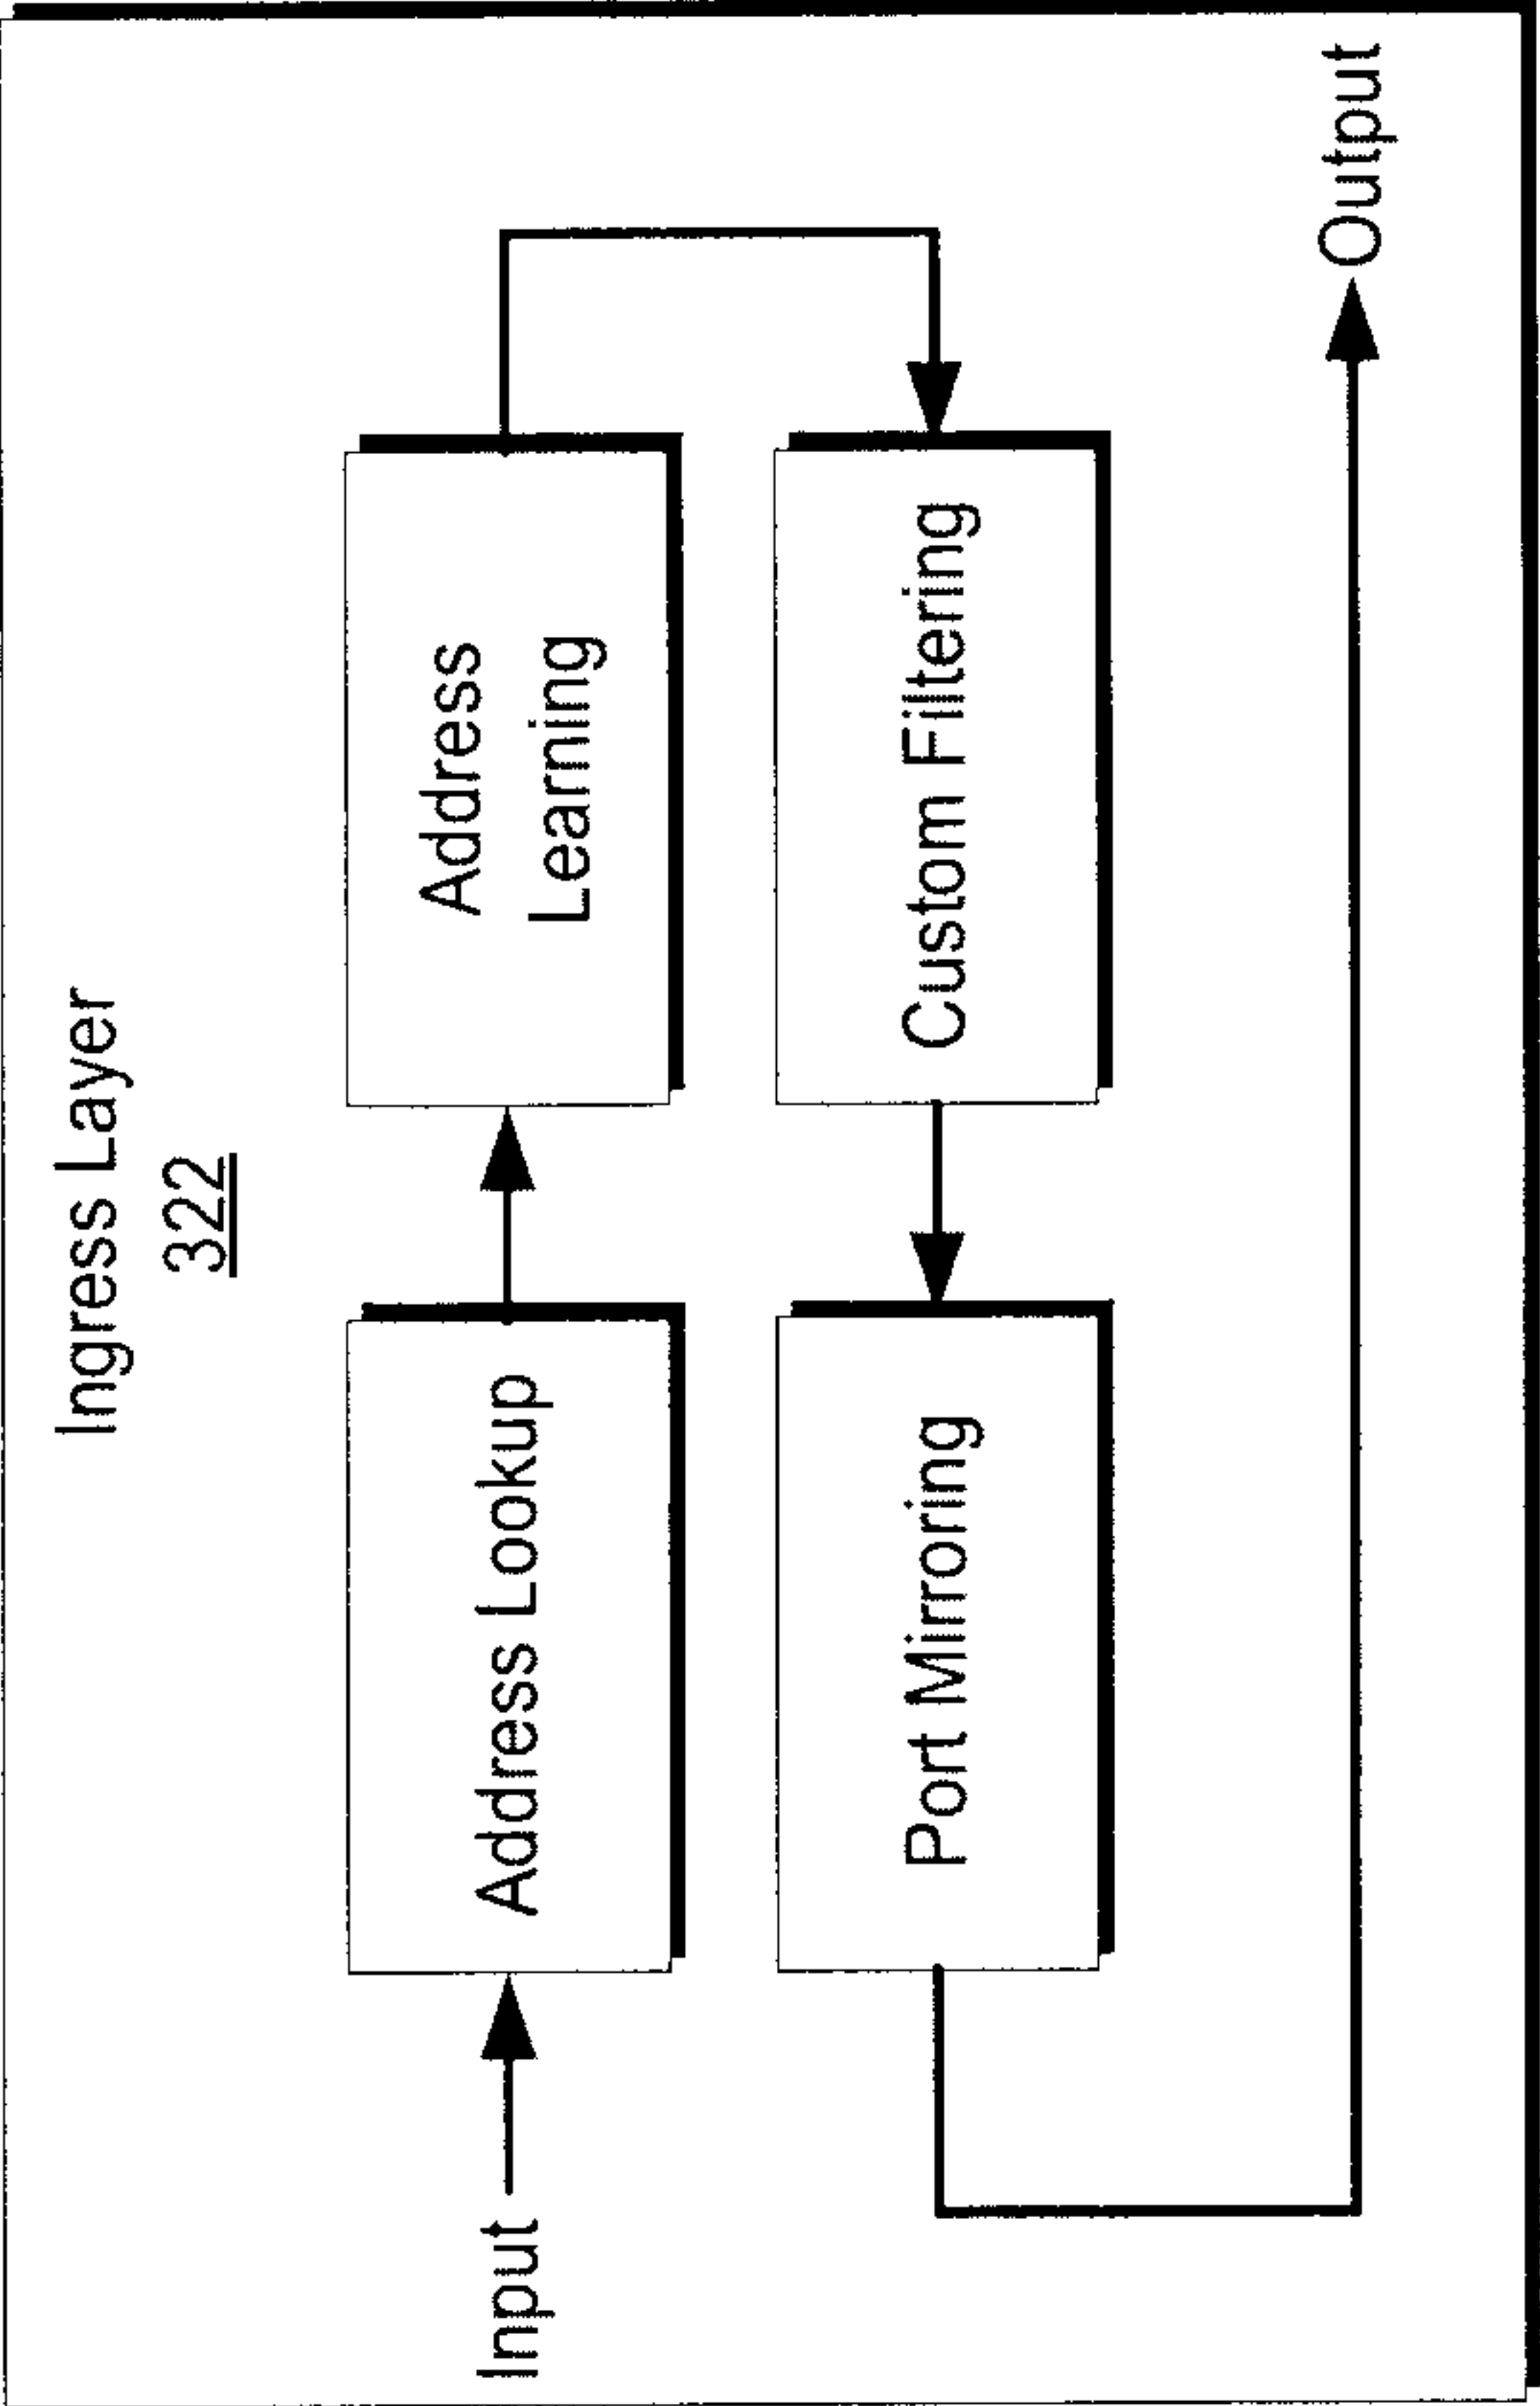 Ingress Layer
322
Input
Address Lookup
Address
Learning
Port Mirroring
Custom Filtering
Output